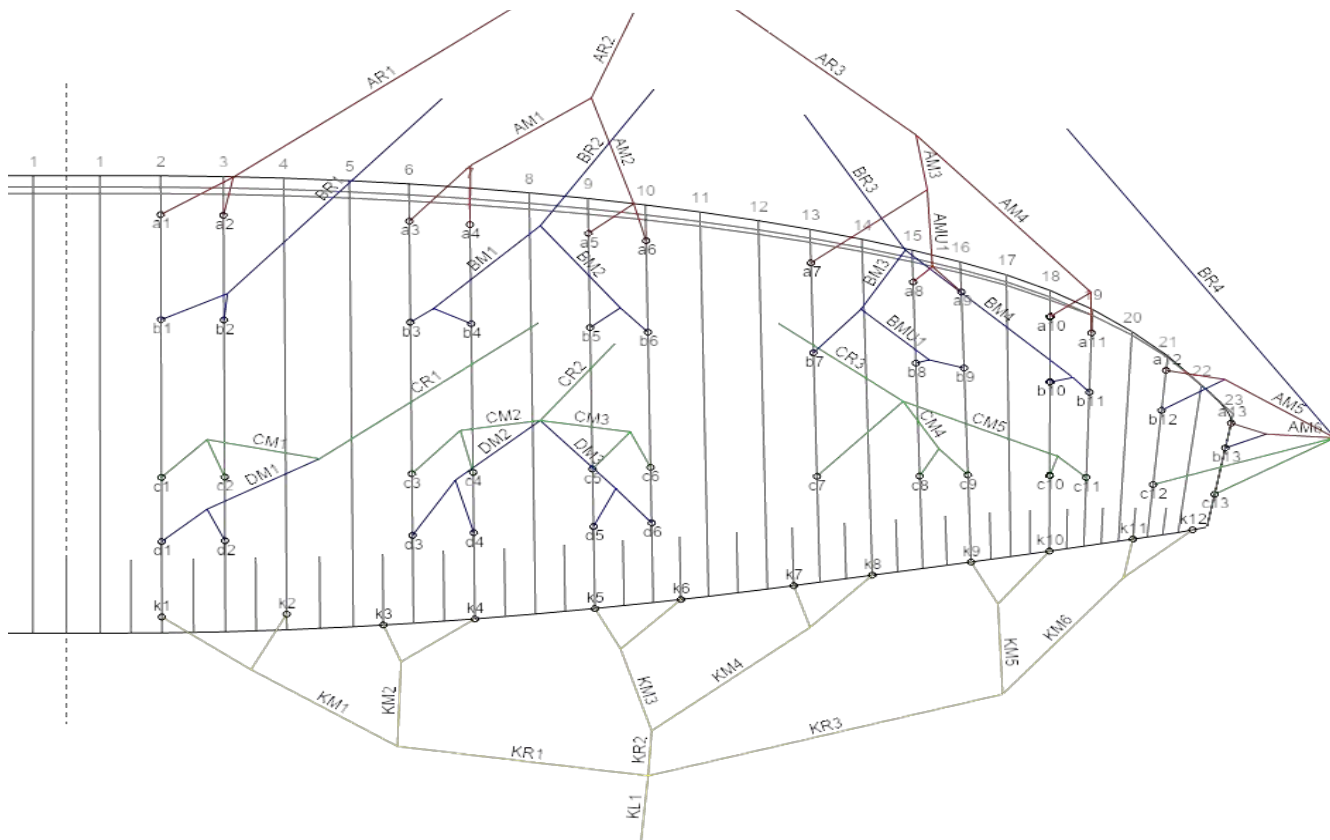 AR1
AR2
AR3
AM1
AM2
BR2
AM3
BR3
AM4
1 1 2 3 4 5 6 7 8 9 10 11 12 13 14 15 16 17 18 19 20 21 22 23
BR1
AMU1
a1 a2 a3 a4 a5 a6 a7 a8 a9 a10 a11 a12 a13
BM1
BM2
BM3
BM4
BR4
b1 b2 b3 b4 b5 b6 b7 b8 b9 b10 b11 b12 b13
BMU1
CR1
CR2
CR3
AM5
AM6
CM1
CM2
CM3
CM4
CM5
DM1
DM2
DM3
c1 c2 c3 c4 c5 c6 c7 c8 c9 c10 c11 c12 c13
d1 d2 d3 d4 d5 d6
k1 k2 k3 k4 k5 k6 k7 k8 k9 k10 k11 k12
KM1
KM2
KM3
KM4
KM5
KM6
KR1
KR2
KR3
KL1